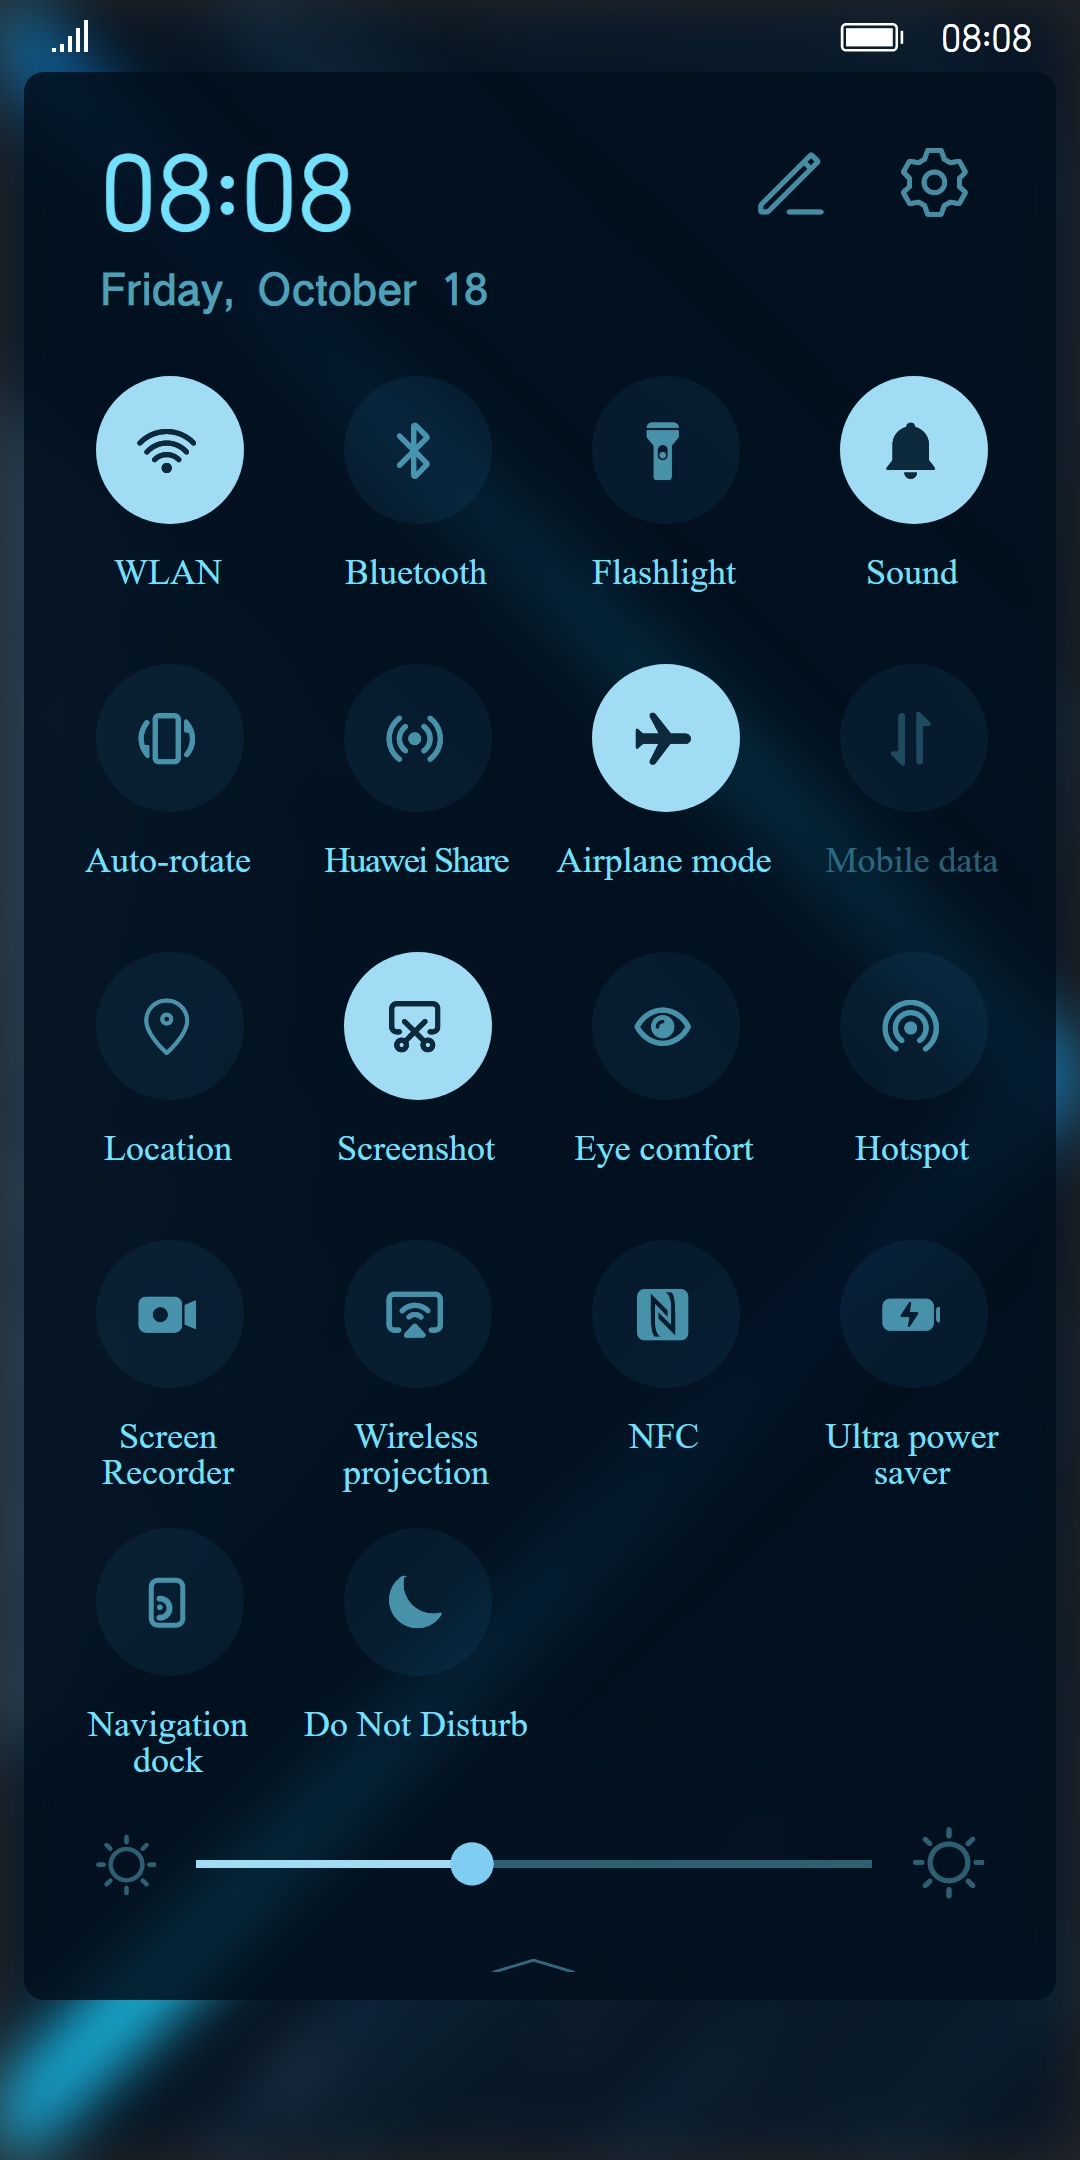 08:08
08:08
Friday, October 18
WLAN
Bluetooth
Flashlight
Sound
Auto-rotate
Huawei Share
Airplane mode
Mobile data
Location
Screenshot
Eye comfort
Hotspot
Screen
Recorder
Wireless
projection
NFC
Ultra power
saver
Navigation
dock
Do Not Disturb